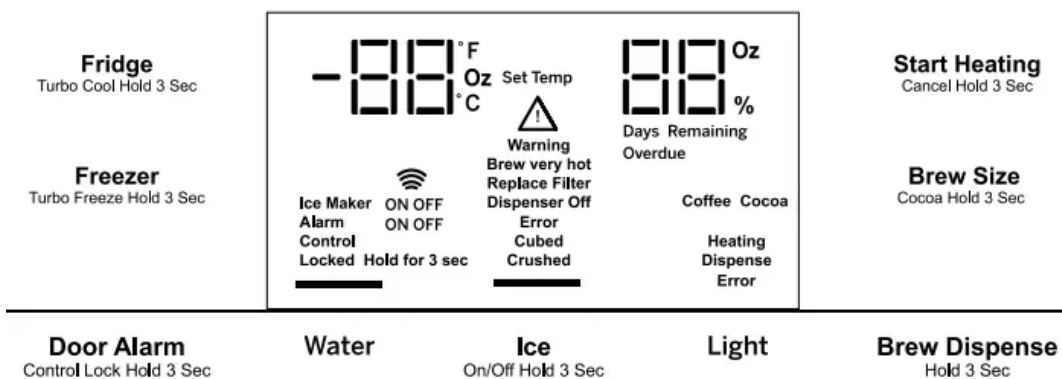 Fridge
Turbo Cool Hold 3 Sec
Freezer
Turbo Freeze Hold 3 Sec
-88 °F
Oz
°C
Set Temp
Warning
Brew very hot
Replace Filter
Dispenser Off
Error
Cubed
Crushed
Ice Maker ON OFF
Alarm ON OFF
Control
Locked Hold for 3 sec
88 Oz
%
Days Remaining
Overdue
Coffee Cocoa
Heating
Dispense
Error
Start Heating
Cancel Hold 3 Sec
Brew Size
Cocoa Hold 3 Sec
Door Alarm
Control Lock Hold 3 Sec
Water
Ice
On/Off Hold 3 Sec
Light
Brew Dispense
Hold 3 Sec